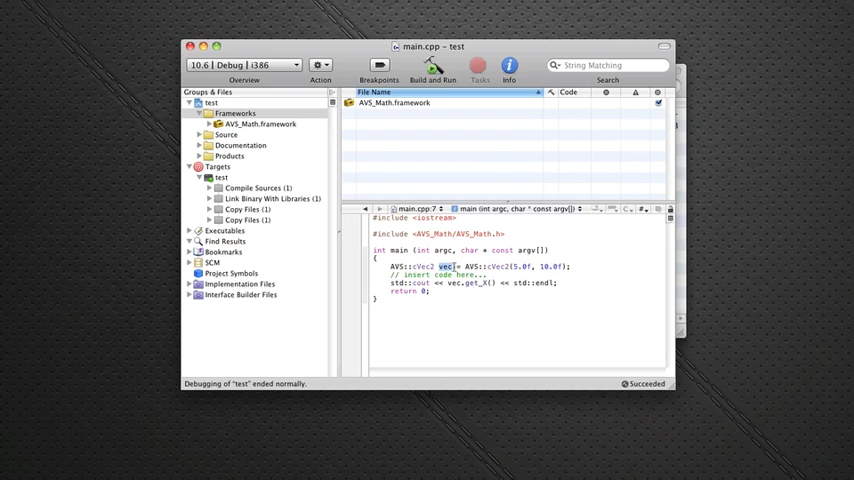 main.cpp – test
10.6 | Debug | i386
String Matching
Overview
Action
Breakpoints
Build and Run
Tasks
Info
Search
Groups & Files
test
Frameworks
AVS_Math.framework
Source
Documentation
Products
Targets
test
Compile Sources (1)
Link Binary With Libraries (1)
Copy Files (1)
Copy Files (1)
Executables
Find Results
Bookmarks
SCM
Project Symbols
Implementation Files
Interface Builder Files
File Name
Code
AVS_Math.framework
main.cpp:7
main (int argc, char * const argv[])
#include <iostream>
#include <AVS_Math/AVS_Math.h>
int main (int argc, char * const argv[])
{
AVS::cVec2 vec = AVS::cVec2(5.0f, 10.0f);
// insert code here...
std::cout << vec.get_X() << std::endl;
return 0;
}
Debugging of "test" ended normally.
Succeeded